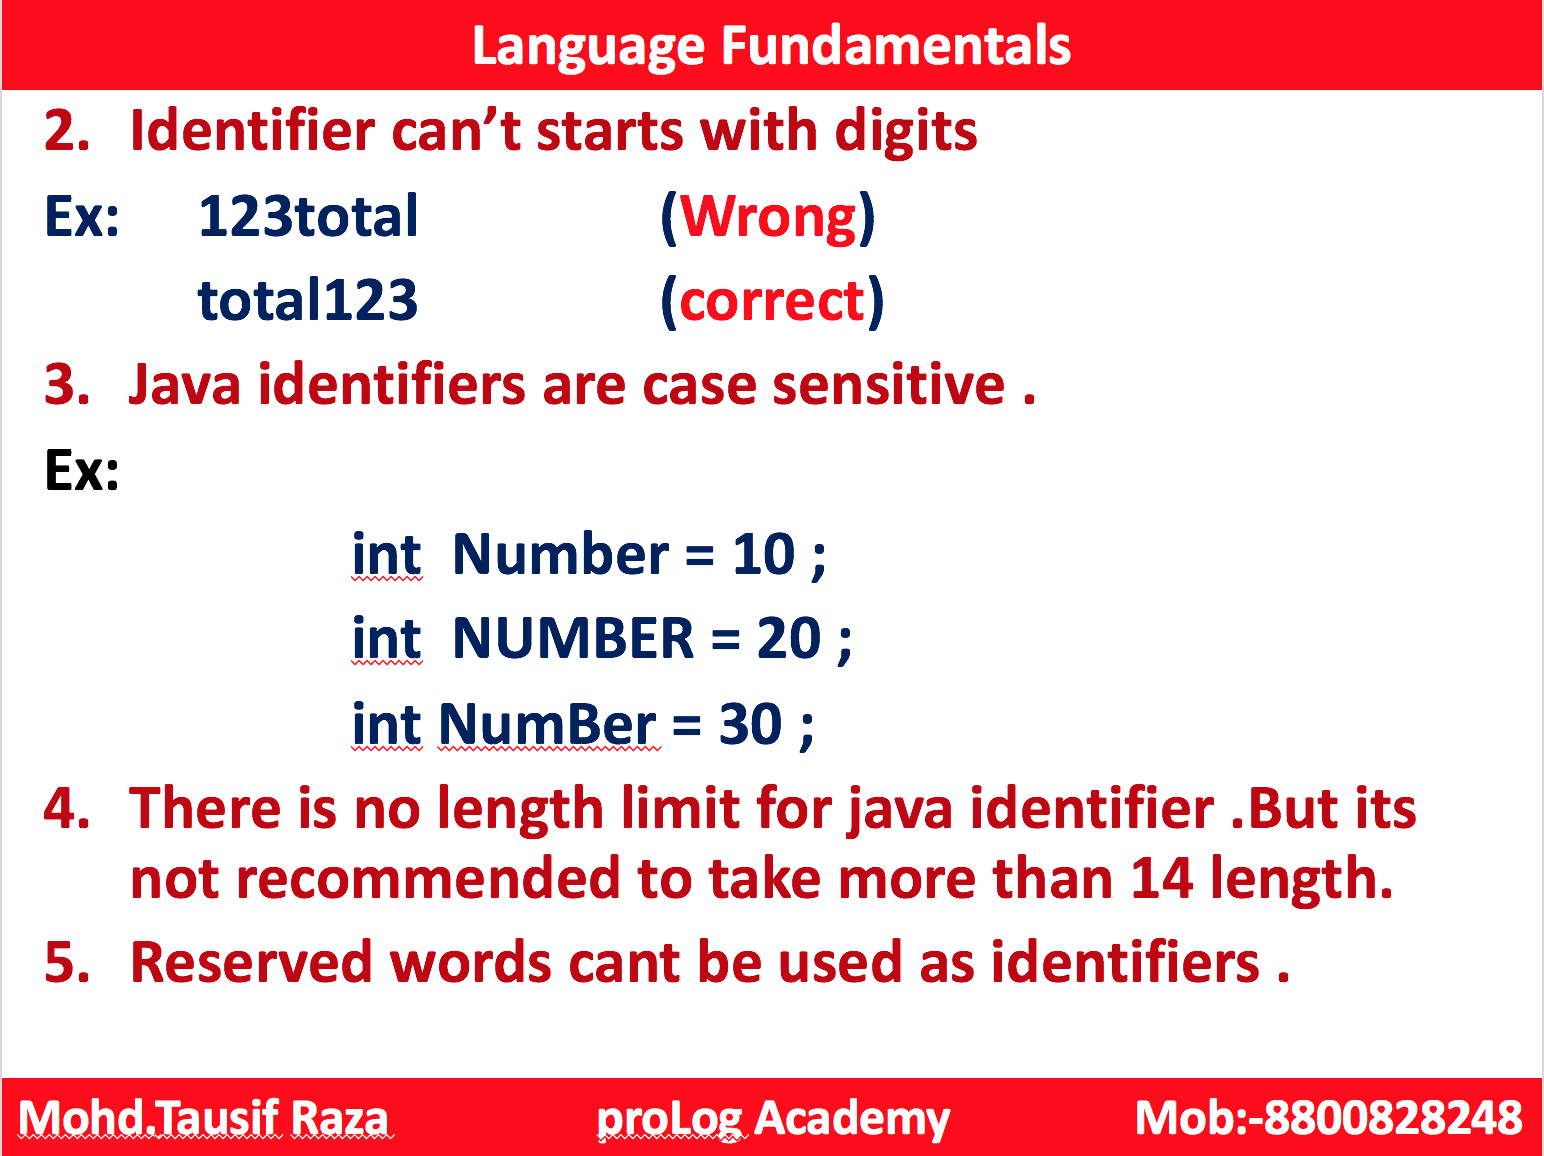 Language Fundamentals
2. Identifier can’t starts with digits
Ex: 123total (Wrong)
total123 (correct)
3. Java identifiers are case sensitive .
Ex:
int Number = 10 ;
int NUMBER = 20 ;
int NumBer = 30 ;
4. There is no length limit for java identifier .But its
not recommended to take more than 14 length.
5. Reserved words cant be used as identifiers .
Mohd.Tausif Raza proLog Academy Mob:-8800828248